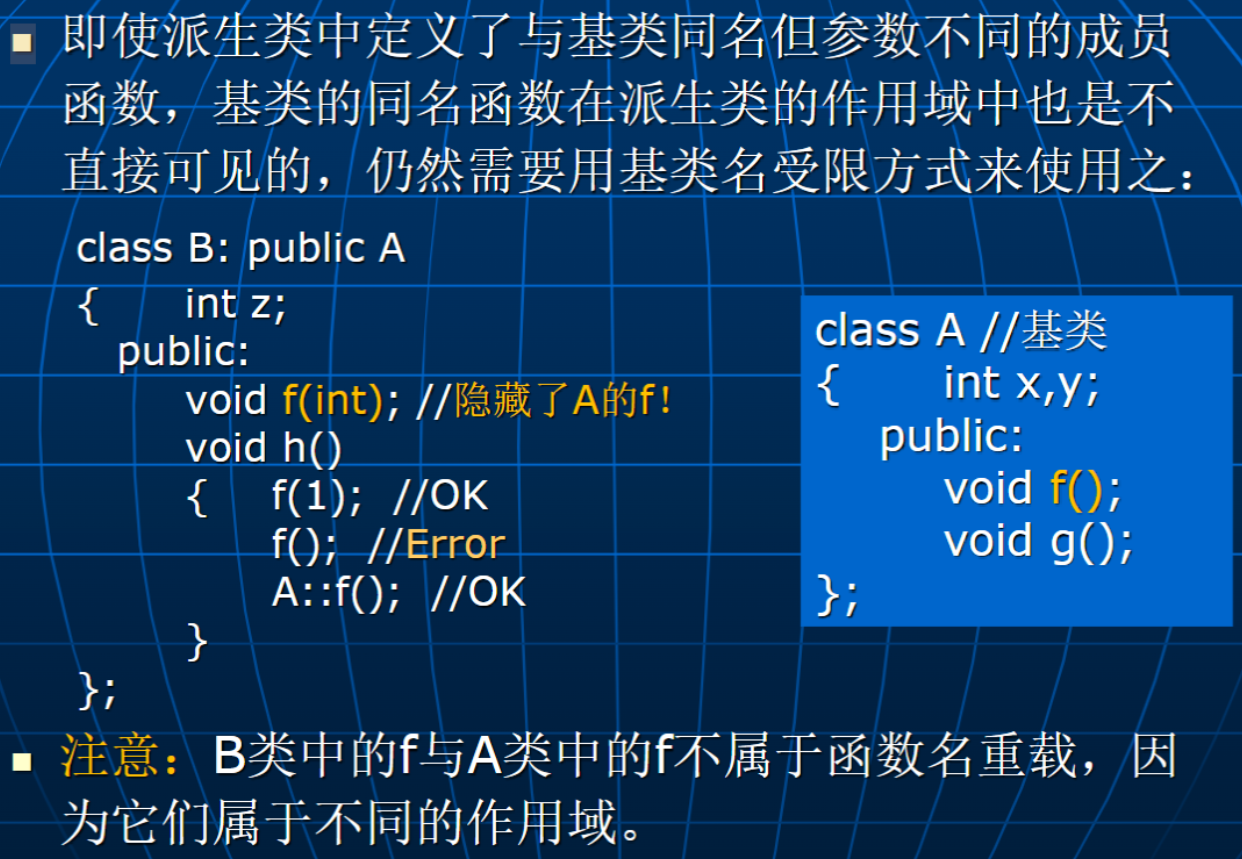 即使派生类中定义了与基类同名但参数不同的成员
函数，基类的同名函数在派生类的作用域中也是不
直接可见的，仍然需要用基类名受限方式来使用之：
class B: public A
{ int z;
public:
void f(int); //隐藏了A的f！
void h()
{ f(1); //OK
f(); //Error
A::f(); //OK
}
};
class A //基类
{ int x,y;
public:
void f();
void g();
};
注意：B类中的f与A类中的f不属于函数名重载，因
为它们属于不同的作用域。